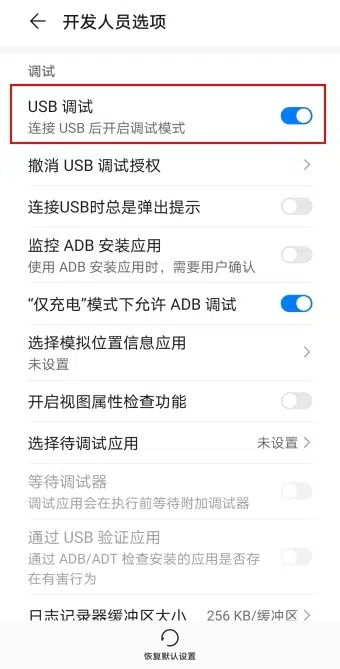 开发人员选项
调试
USB 调试
连接 USB 后开启调试模式
撤消 USB 调试授权
连接USB时总是弹出提示
监控 ADB 安装应用
使用 ADB 安装应用时，需要用户确认
“仅充电”模式下允许 ADB 调试
选择模拟位置信息应用
未设置
开启视图属性检查功能
选择待调试应用 未设置
等待调试器
调试应用会在执行前等待附加调试器
通过 USB 验证应用
通过 ADB/ADT 检查安装的应用是否存
在有害行为
日志记录器缓冲区大小 256 KB/缓冲区
恢复默认设置